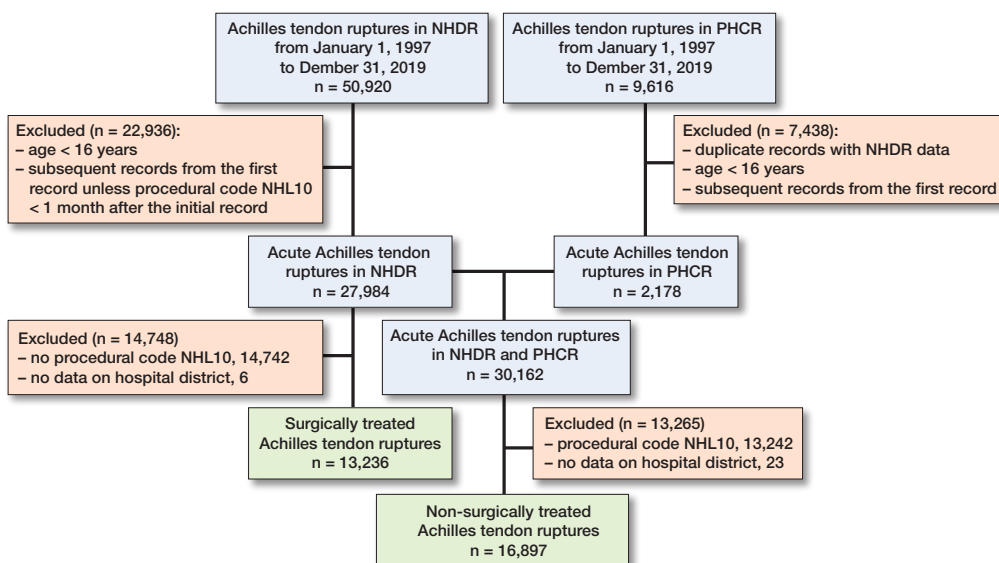 Achilles tendon ruptures in NHDR
from January 1, 1997
to Dember 31, 2019
n = 50,920
Achilles tendon ruptures in PHCR
from January 1, 1997
to Dember 31, 2019
n = 9,616
Excluded (n = 22,936):
– age < 16 years
– subsequent records from the first
record unless procedural code NHL10
< 1 month after the initial record
Excluded (n = 7,438):
– duplicate records with NHDR data
– age < 16 years
– subsequent records from the first record
Acute Achilles tendon
ruptures in NHDR
n = 27,984
Acute Achilles tendon
ruptures in PHCR
n = 2,178
Excluded (n = 14,748)
– no procedural code NHL10, 14,742
– no data on hospital district, 6
Acute Achilles tendon ruptures
in NHDR and PHCR
n = 30,162
Surgically treated
Achilles tendon ruptures
n = 13,236
Excluded (n = 13,265)
– procedural code NHL10, 13,242
– no data on hospital district, 23
Non-surgically treated
Achilles tendon ruptures
n = 16,897